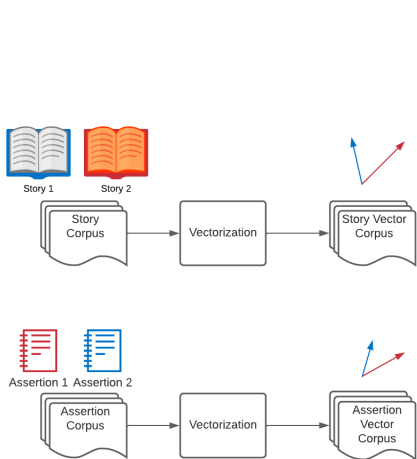 Story 1
Story 2
Story
Corpus
Vectorization
Story Vector
Corpus
Assertion 1
Assertion 2
Assertion
Corpus
Vectorization
Assertion
Vector
Corpus